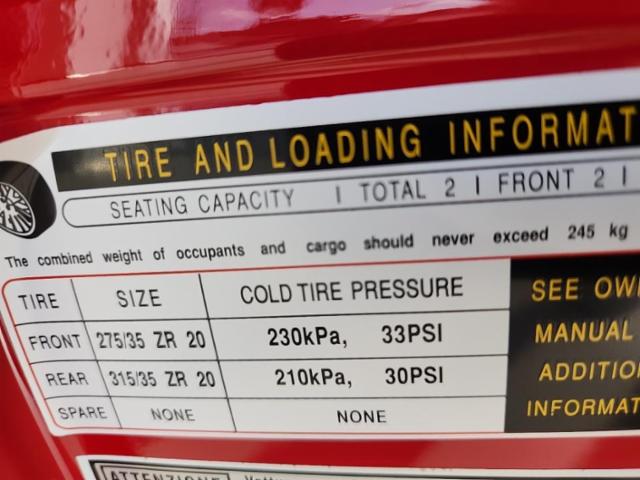 TIRE AND LOADING INFORMAT
SEATING CAPACITY | TOTAL 2 | FRONT 2 |
The combined weight of occupants and cargo should never exceed 245 kg
TIRE SIZE COLD TIRE PRESSURE SEE OW
FRONT 275/35 ZR 20 230kPa, 33PSI MANUAL
REAR 315/35 ZR 20 210kPa, 30PSI ADDITIO
SPARE NONE NONE INFORMAT
ATTENZIONE